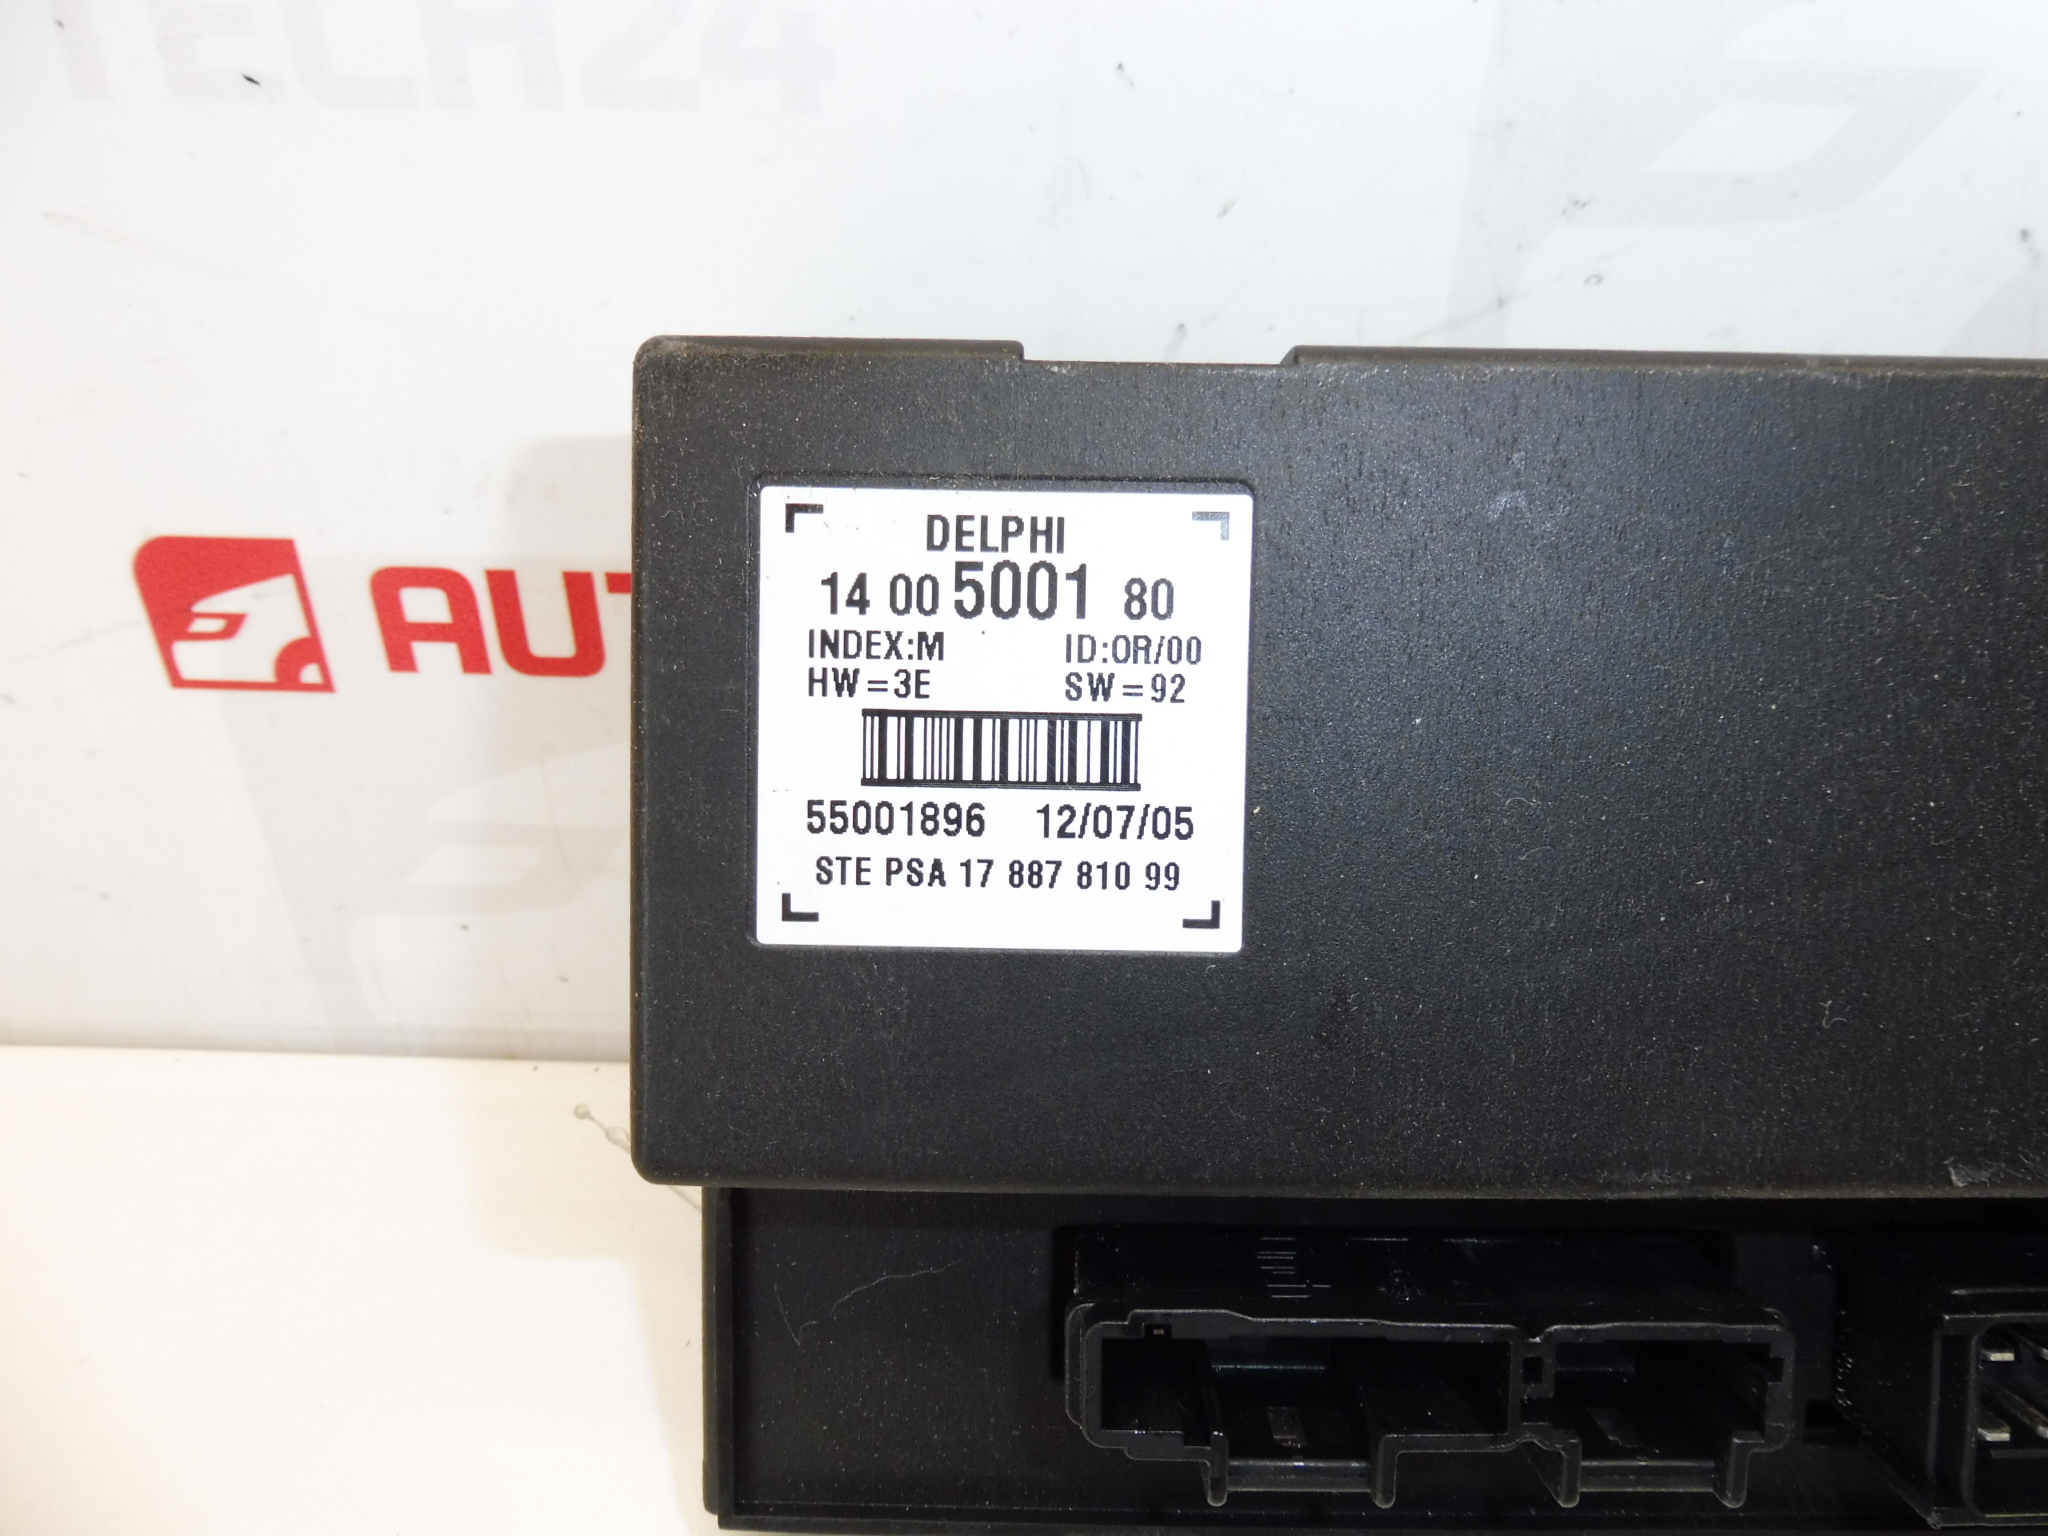 TECH24
AUT
DELPHI
14 00 5001 80
INDEX:M ID:OR/00
HW=3E SW=92
55001896 12/07/05
STE PSA 17 887 810 99